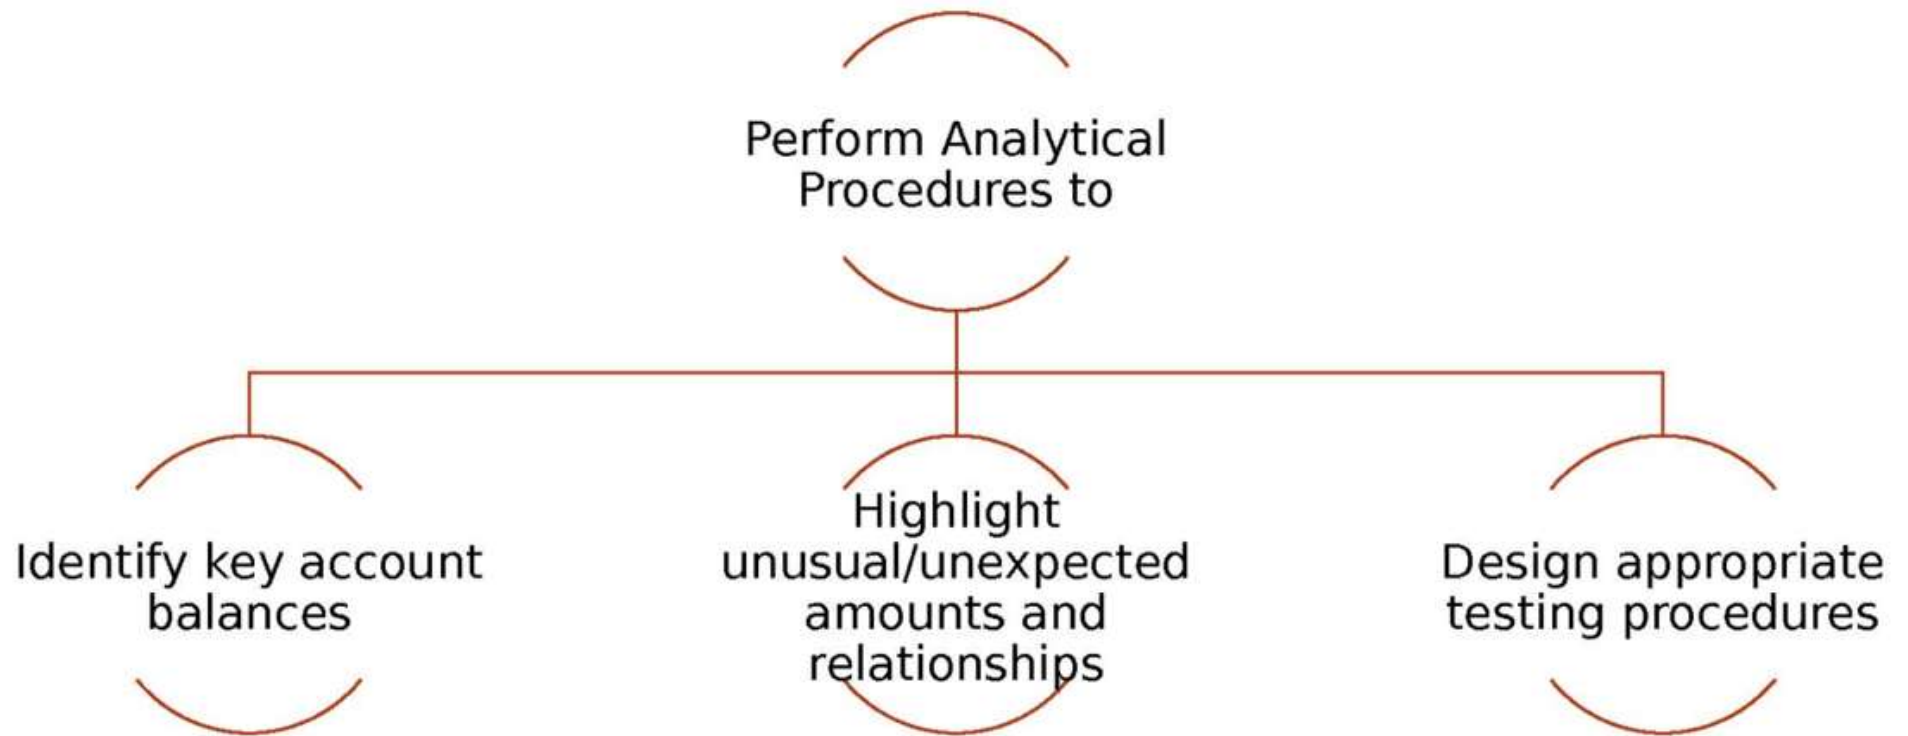 Perform Analytical
Procedures to
Identify key account
balances
Highlight
unusual/unexpected
amounts and
relationships
Design appropriate
testing procedures